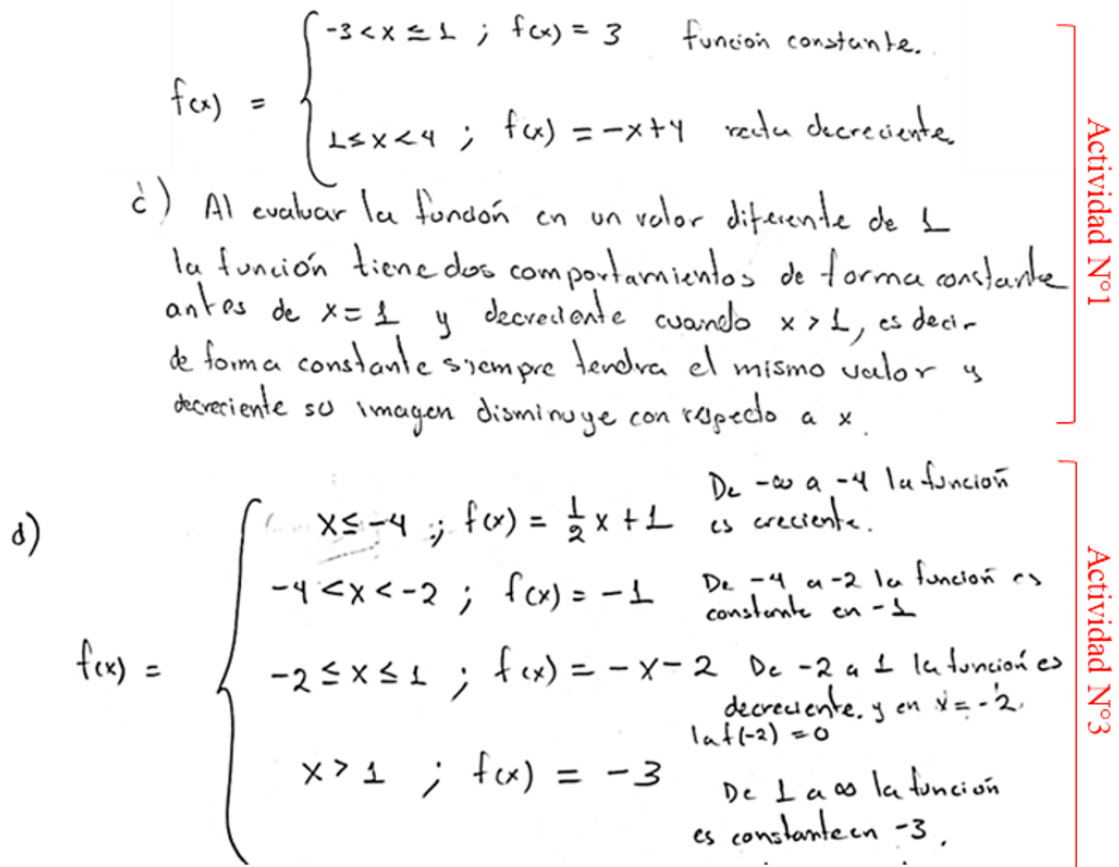 -3 < x ≤ 1 ; f(x) = 3 función constante.
f(x) =
1 ≤ x < 4 ; f(x) = -x+4 recta decreciente.
c) Al evaluar la función en un valor diferente de 1
la función tiene dos comportamientos de forma constante
antes de x = 1 y decreciente cuando x > 1, es decir
de forma constante siempre tendra el mismo valor y
decreciente su imagen disminuye con respecto a x.
Actividad N°1
d)
f(x) =
x ≤ -4 ; f(x) = 1/2 x + 1 De -∞ a -4 la función
es creciente.
-4 < x < -2 ; f(x) = -1 De -4 a -2 la función es
constante en -1
-2 ≤ x ≤ 1 ; f(x) = -x - 2 De -2 a 1 la función es
decreciente. y en x = -2.
la f(-2) = 0
x > 1 ; f(x) = -3 De 1 a ∞ la función
es constante en -3.
Actividad N°3